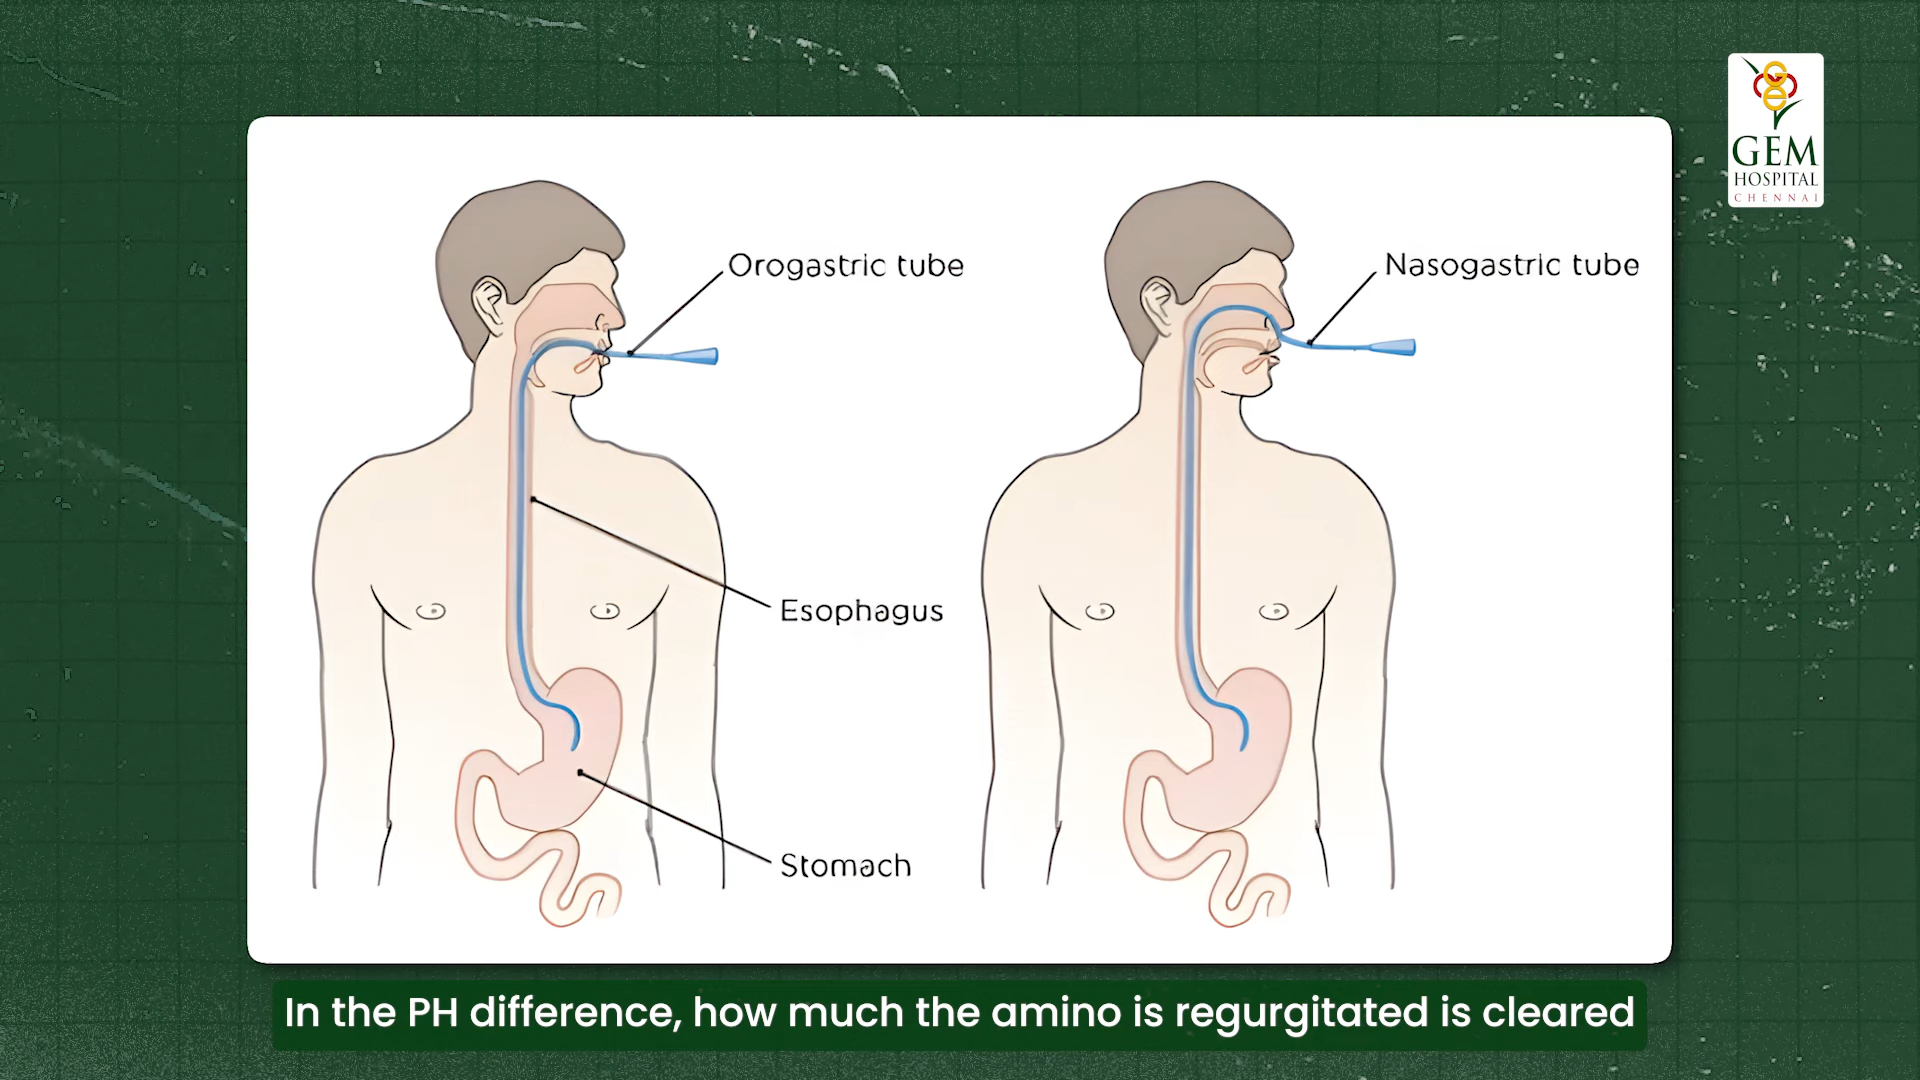 GEM
HOSPITAL
CHENNAI
Orogastric tube
Nasogastric tube
Esophagus
Stomach
In the PH difference, how much the amino is regurgitated is cleared